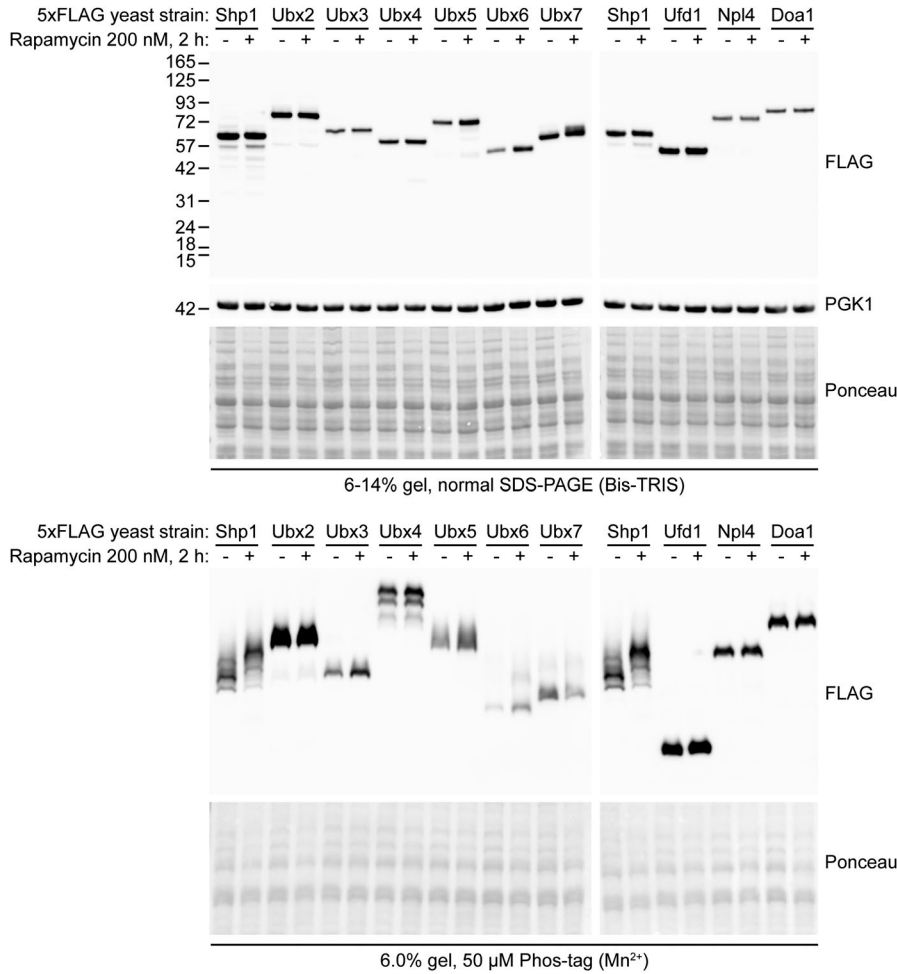 5xFLAG yeast strain: Shp1 Ubx2 Ubx3 Ubx4 Ubx5 Ubx6 Ubx7 Shp1 Ufd1 Npl4 Doa1
Rapamycin 200 nM, 2 h: - + - + - + - + - + - + - + - + - + - + - +
165
125
93
72
57
42
31
24
18
15
FLAG
42
PGK1
Ponceau
6-14% gel, normal SDS-PAGE (Bis-TRIS)
5xFLAG yeast strain: Shp1 Ubx2 Ubx3 Ubx4 Ubx5 Ubx6 Ubx7 Shp1 Ufd1 Npl4 Doa1
Rapamycin 200 nM, 2 h: - + - + - + - + - + - + - + - + - + - + - +
FLAG
Ponceau
6.0% gel, 50 µM Phos-tag (Mn²⁺)